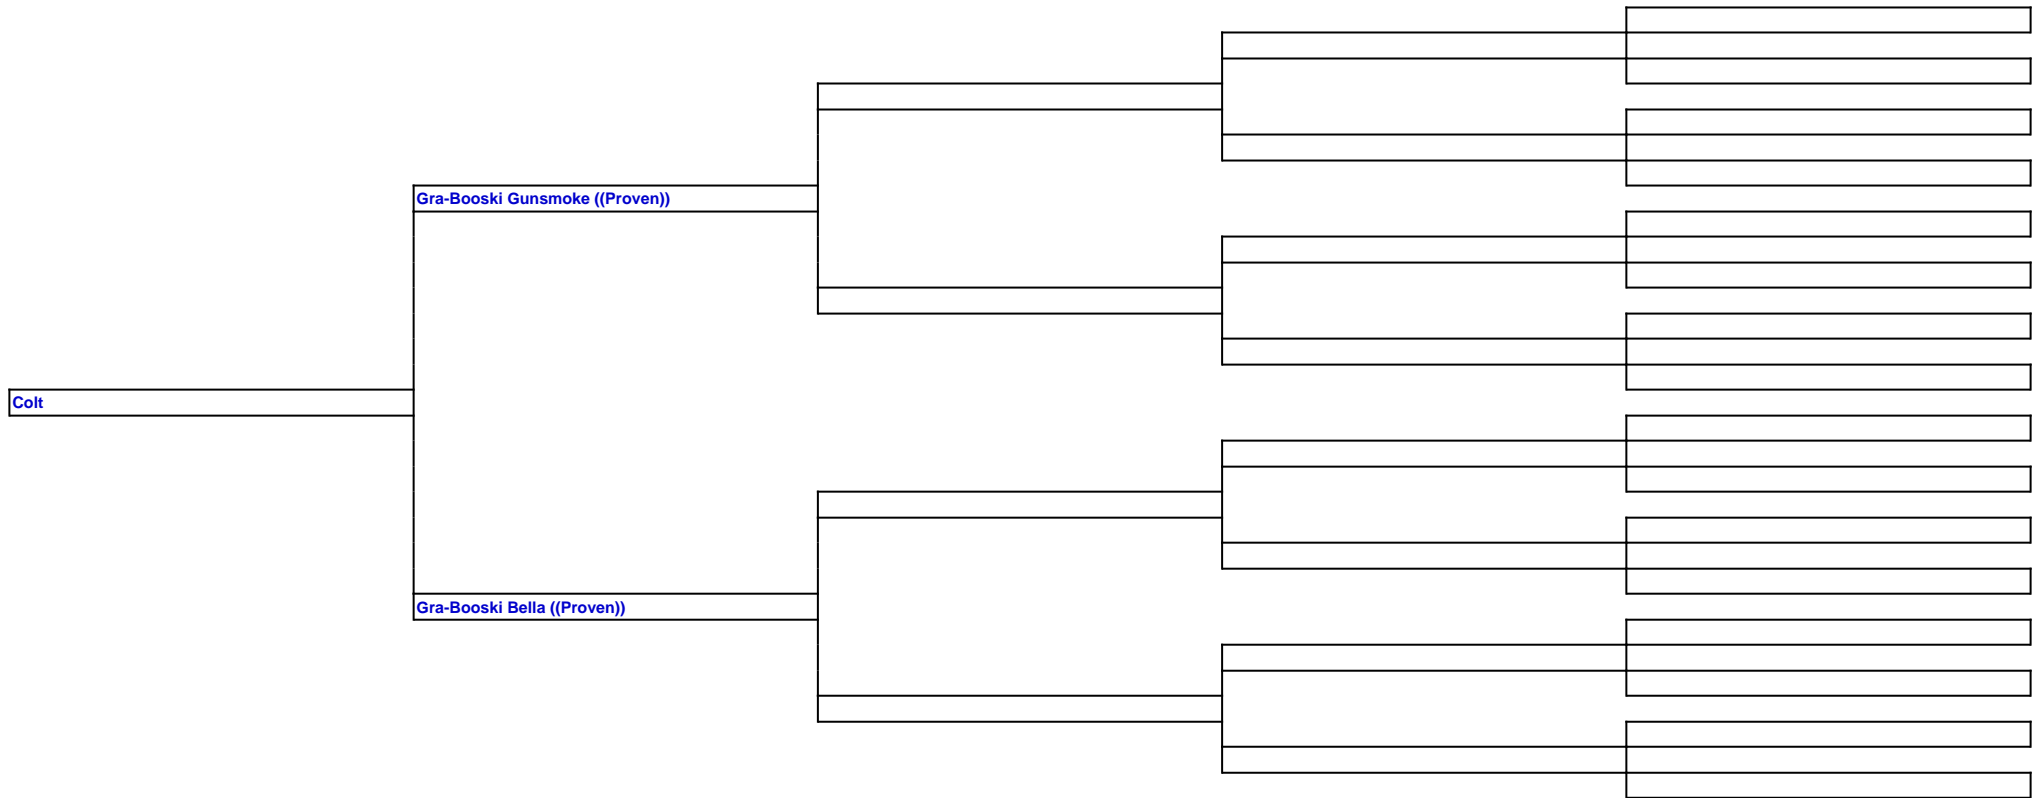 Gra-Booski Gunsmoke ((Proven))
Colt
Gra-Booski Bella ((Proven))